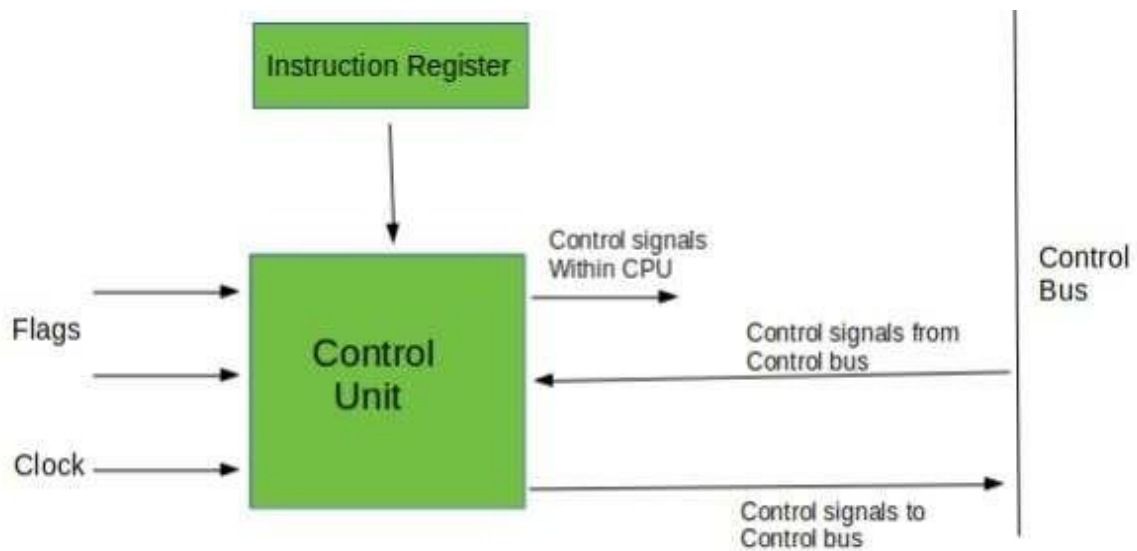 Instruction Register
Control signals
Within CPU
Control
Bus
Flags
Control
Unit
Control signals from
Control bus
Clock
Control signals to
Control bus